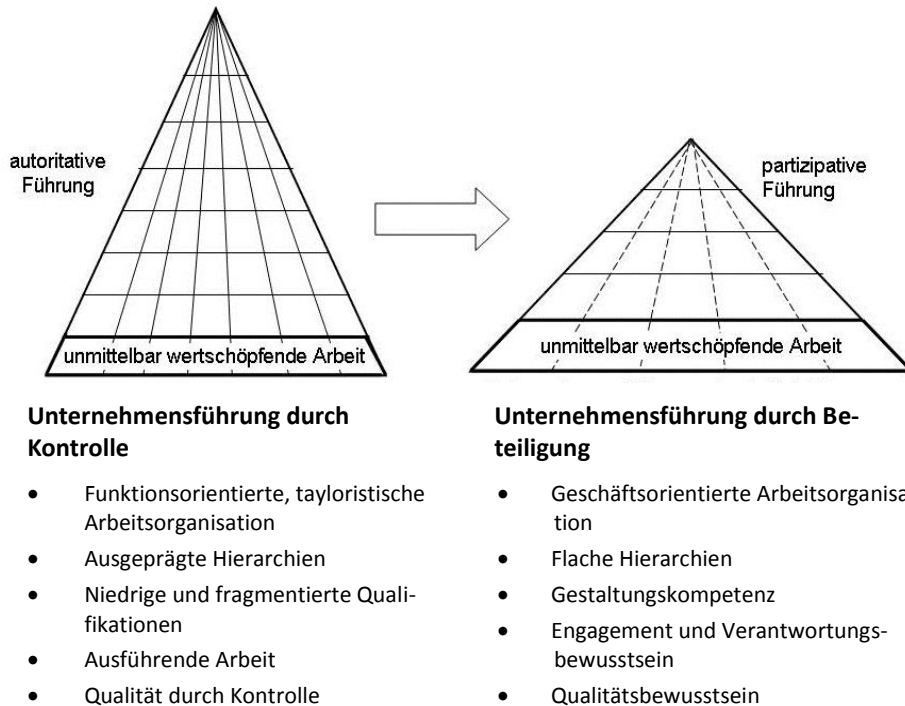 autoritative
Führung
unmittelbar wertschöpfende Arbeit
partizipative
Führung
unmittelbar wertschöpfende Arbeit
Unternehmensführung durch
Kontrolle
• Funktionsorientierte, tayloristische
Arbeitsorganisation
• Ausgeprägte Hierarchien
• Niedrige und fragmentierte Quali-
fikationen
• Ausführende Arbeit
• Qualität durch Kontrolle
Unternehmensführung durch Be-
teiligung
• Geschäftsorientierte Arbeitsorganisa
tion
• Flache Hierarchien
• Gestaltungskompetenz
• Engagement und Verantwortungs-
bewusstsein
• Qualitätsbewusstsein